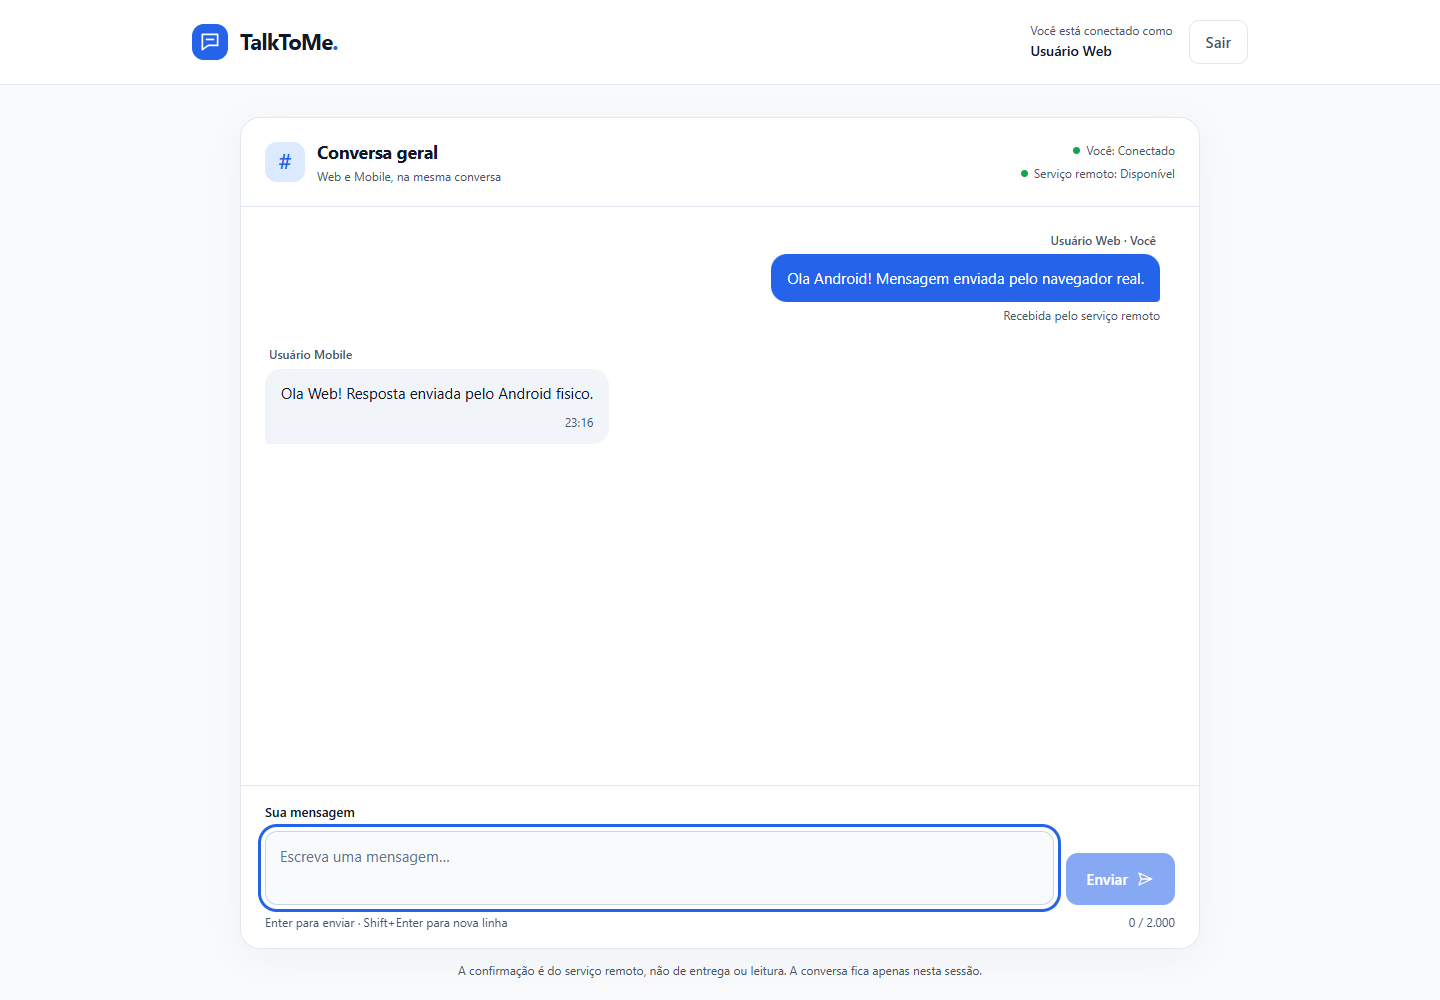 TalkToMe.
Você está conectado como
Usuário Web
Sair
#
Conversa geral
Web e Mobile, na mesma conversa
Você: Conectado
Serviço remoto: Disponível
Usuário Web · Você
Ola Android! Mensagem enviada pelo navegador real.
Recebida pelo serviço remoto
Usuário Mobile
Ola Web! Resposta enviada pelo Android fisico.
23:16
Sua mensagem
Escreva uma mensagem...
Enviar
Enter para enviar · Shift+Enter para nova linha
0 / 2.000
A confirmação é do serviço remoto, não de entrega ou leitura. A conversa fica apenas nesta sessão.